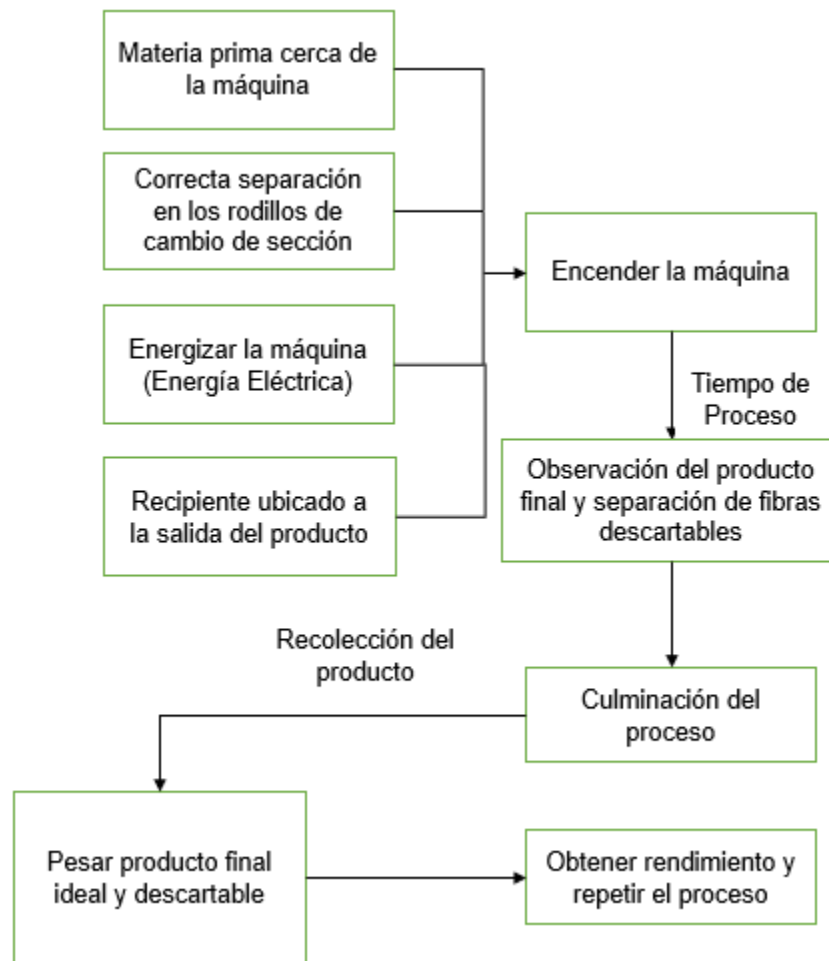 Materia prima cerca de
la máquina
Correcta separación
en los rodillos de
cambio de sección
Energizar la máquina
(Energía Eléctrica)
Recipiente ubicado a
la salida del producto
Encender la máquina
Tiempo de
Proceso
Observación del producto
final y separación de fibras
descartables
Culminación del
proceso
Recolección del
producto
Pesar producto final
ideal y descartable
Obtener rendimiento y
repetir el proceso